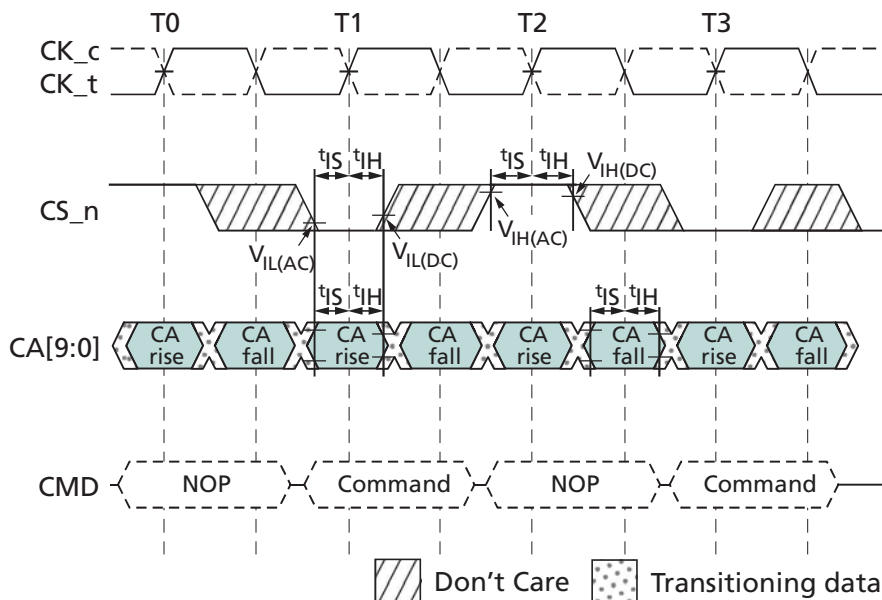 T0 T1 T2 T3
CK_c
CK_t
tIS tIH tIS tIH VIH(DC)
CS_n
VIL(AC) VIL(DC) VIH(AC)
tIS tIH tIS tIH
CA[9:0] CA rise CA fall CA rise CA fall CA rise CA fall CA rise CA fall
CMD NOP Command NOP Command
Don't Care Transitioning data